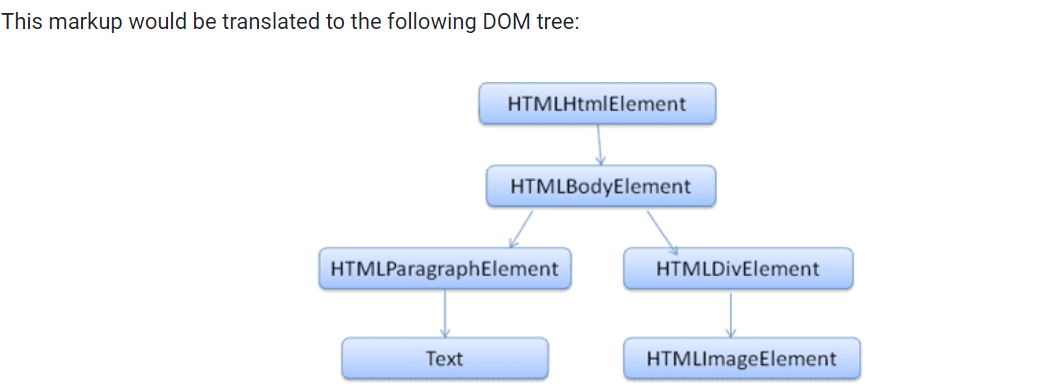 This markup would be translated to the following DOM tree:
HTMLHtmlElement
HTMLBodyElement
HTMLParagraphElement
HTMLDivElement
Text
HTMLImageElement